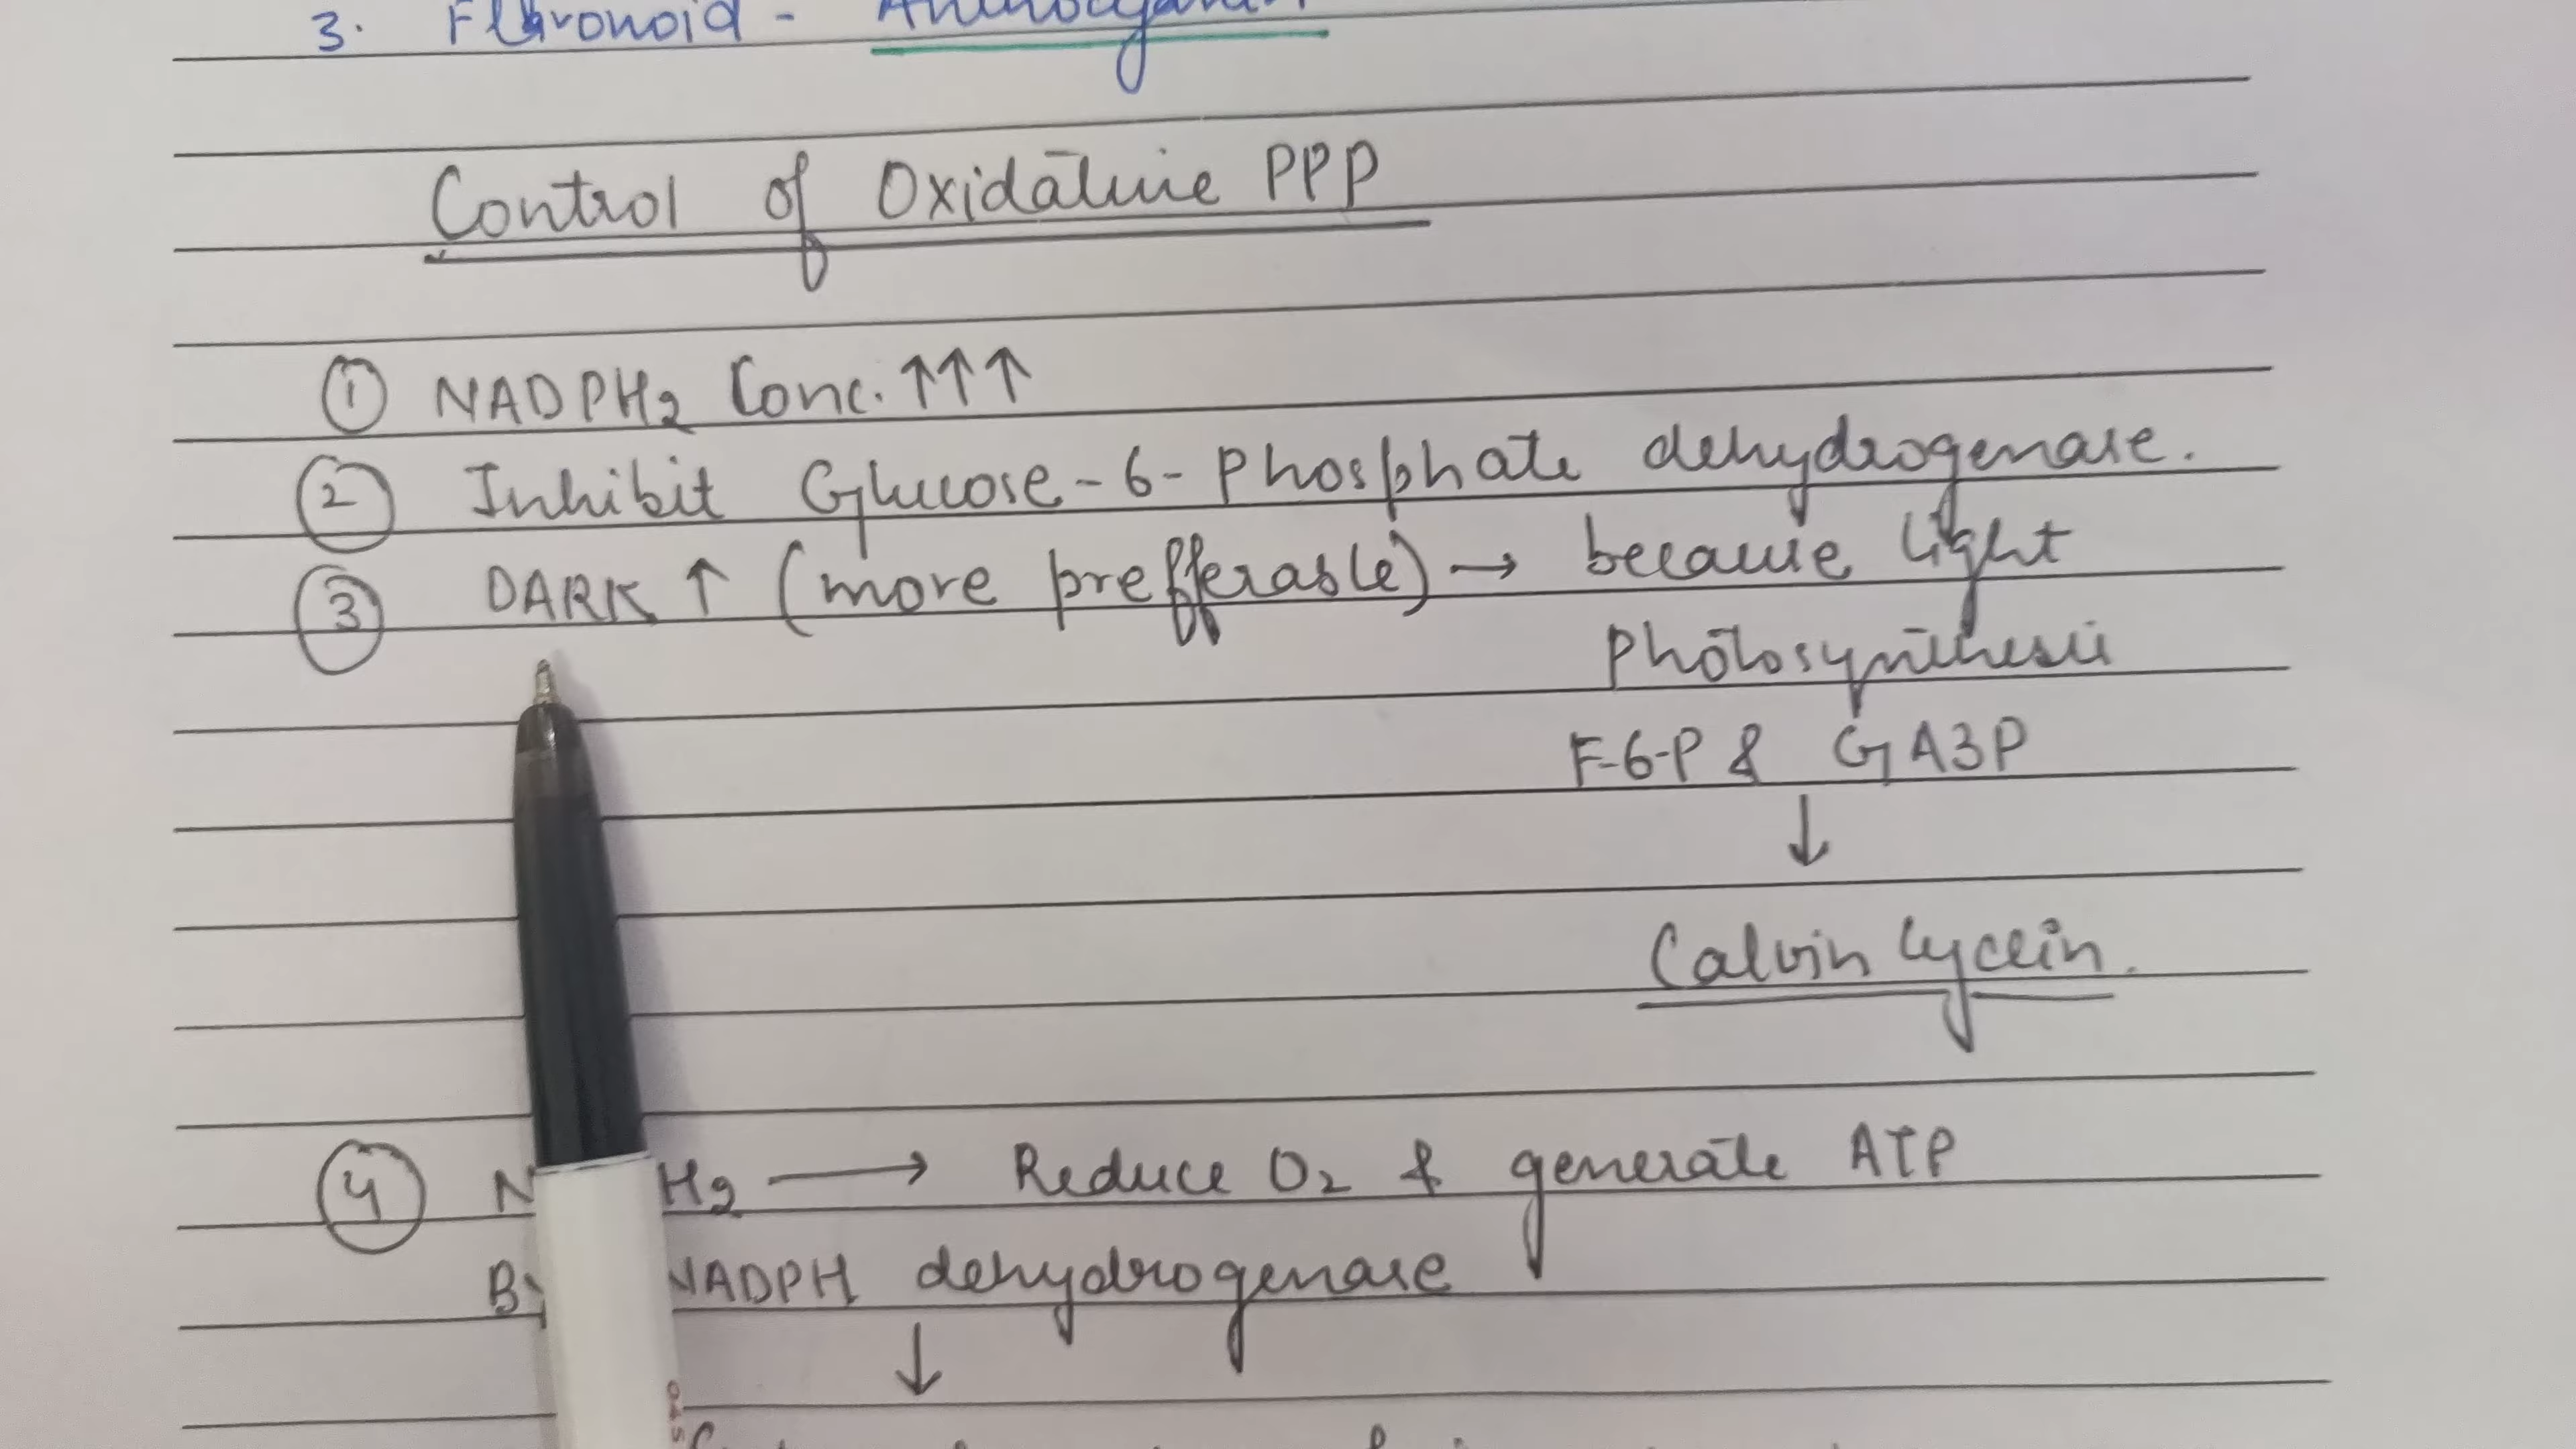 3. Flavonoid -
Control of Oxidative PPP
① NADPH2 Conc. ↑↑↑
② Inhibit Glucose-6-Phosphate dehydrogenase.
③ DARK ↑ (more prefferable) → because light
Photosynthesis
F-6-P & GA3P
↓
Calvin Cycle in.
④ H2 → Reduce O2 & generate ATP
By NADPH dehydrogenase
↓